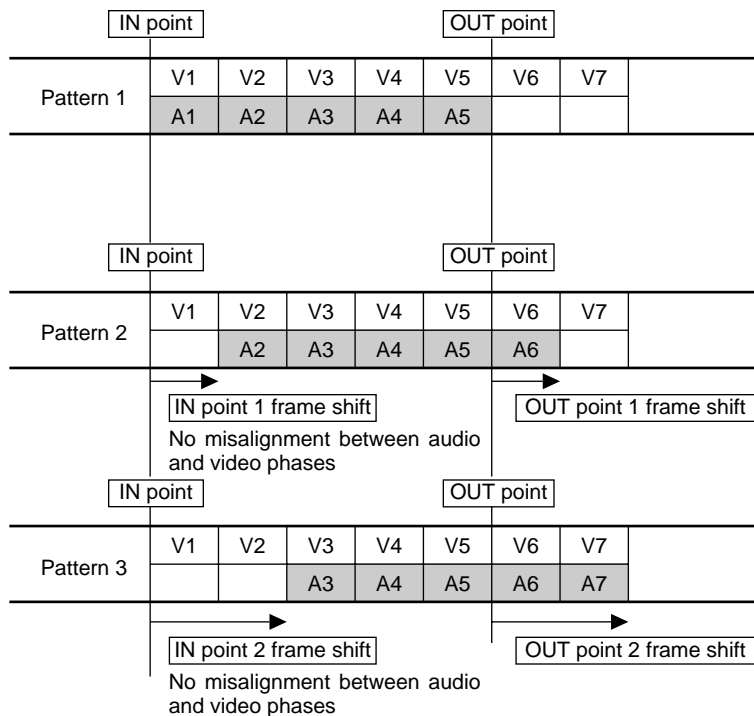 IN point OUT point
Pattern 1 V1 V2 V3 V4 V5 V6 V7
A1 A2 A3 A4 A5
IN point OUT point
Pattern 2 V1 V2 V3 V4 V5 V6 V7
A2 A3 A4 A5 A6
IN point 1 frame shift OUT point 1 frame shift
No misalignment between audio
and video phases
IN point OUT point
Pattern 3 V1 V2 V3 V4 V5 V6 V7
A3 A4 A5 A6 A7
IN point 2 frame shift OUT point 2 frame shift
No misalignment between audio
and video phases